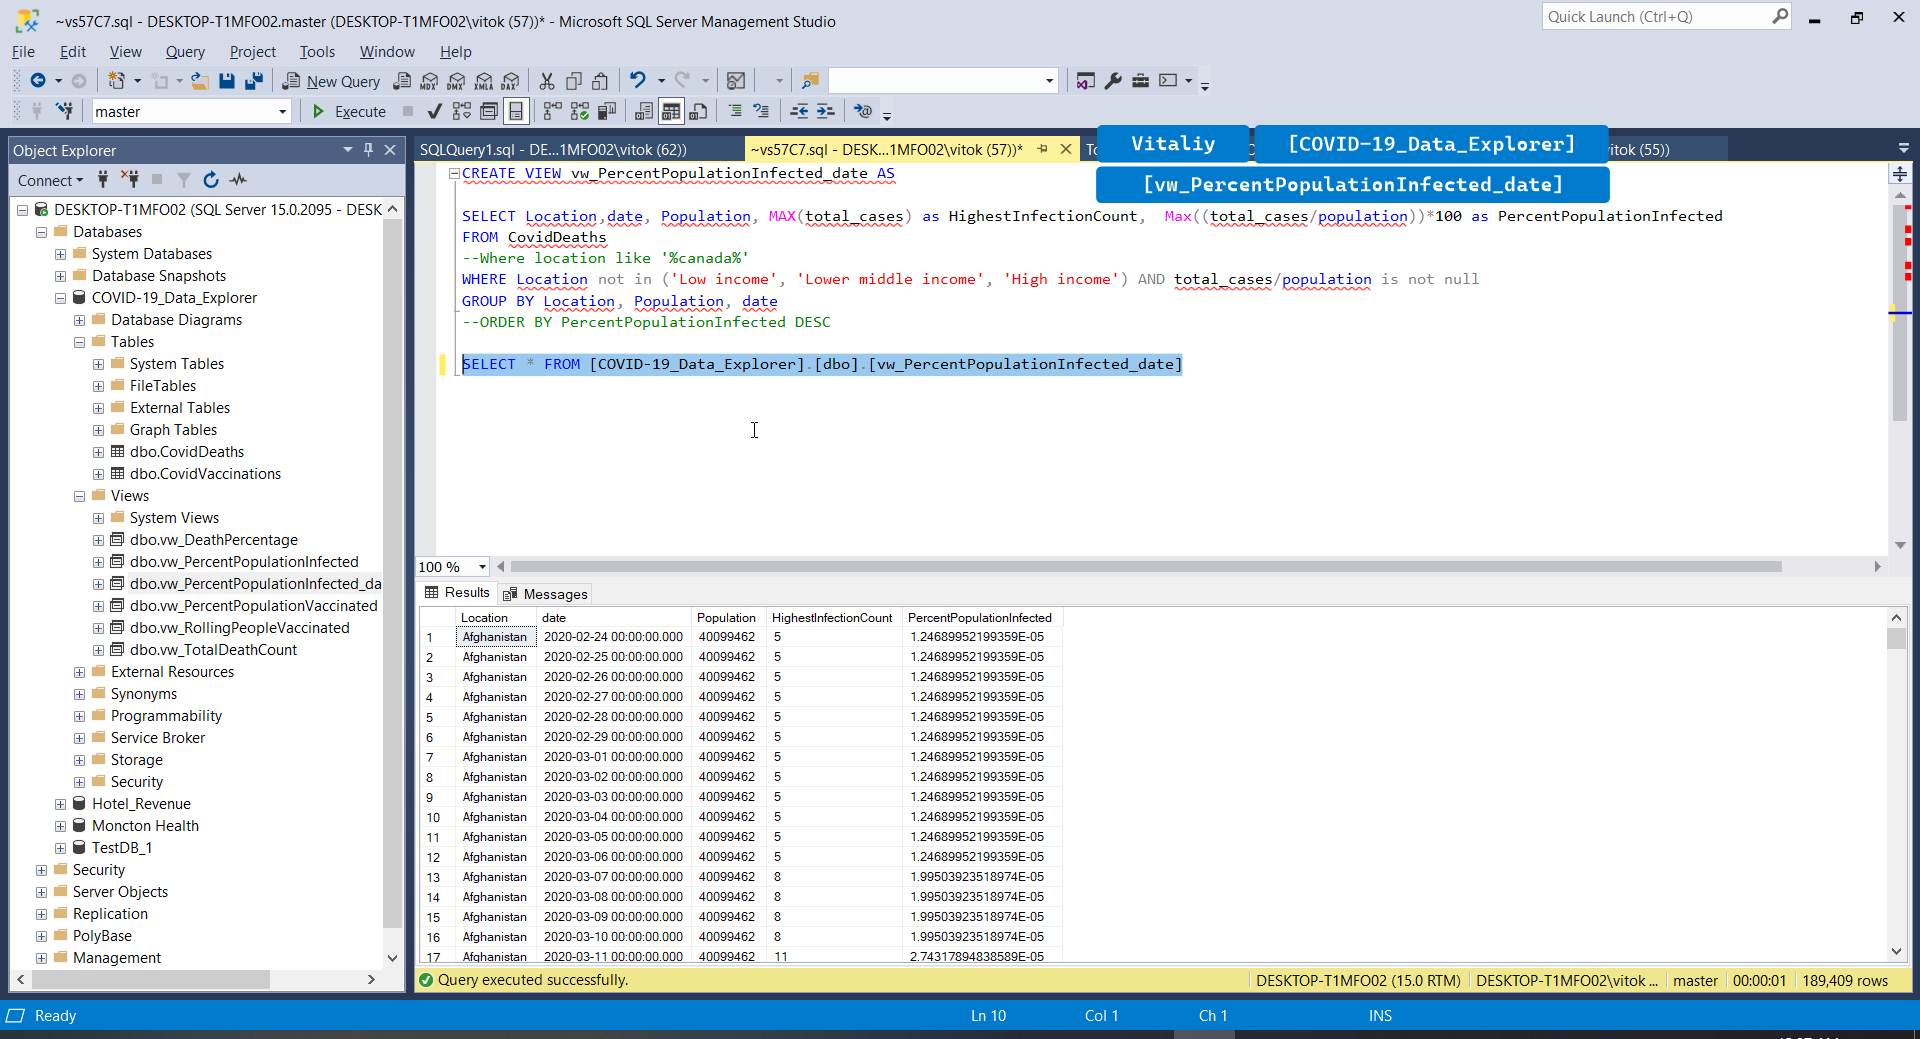 ~vs57C7.sql - DESKTOP-T1MFO02.master (DESKTOP-T1MFO02\vitok (57))* - Microsoft SQL Server Management Studio
Quick Launch (Ctrl+Q)
File Edit View Query Project Tools Window Help
New Query
MDX DMX XMLA DAX
master
Execute
Object Explorer
SQLQuery1.sql - DE...1MFO02\vitok (62))
~vs57C7.sql - DESK...1MFO02\vitok (57))*
vitok (55))
Vitaliy
[COVID-19_Data_Explorer]
[vw_PercentPopulationInfected_date]
Connect
DESKTOP-T1MFO02 (SQL Server 15.0.2095 - DESK
Databases
System Databases
Database Snapshots
COVID-19_Data_Explorer
Database Diagrams
Tables
System Tables
FileTables
External Tables
Graph Tables
dbo.CovidDeaths
dbo.CovidVaccinations
Views
System Views
dbo.vw_DeathPercentage
dbo.vw_PercentPopulationInfected
dbo.vw_PercentPopulationInfected_da
dbo.vw_PercentPopulationVaccinated
dbo.vw_RollingPeopleVaccinated
dbo.vw_TotalDeathCount
External Resources
Synonyms
Programmability
Service Broker
Storage
Security
Hotel_Revenue
Moncton Health
TestDB_1
Security
Server Objects
Replication
PolyBase
Management
CREATE VIEW vw_PercentPopulationInfected_date AS
SELECT Location,date, Population, MAX(total_cases) as HighestInfectionCount,  Max((total_cases/population))*100 as PercentPopulationInfected
FROM CovidDeaths
--Where location like '%canada%'
WHERE Location not in ('Low income', 'Lower middle income', 'High income') AND total_cases/population is not null
GROUP BY Location, Population, date
--ORDER BY PercentPopulationInfected DESC
SELECT * FROM [COVID-19_Data_Explorer].[dbo].[vw_PercentPopulationInfected_date]
100 %
Results Messages
Location date Population HighestInfectionCount PercentPopulationInfected
1 Afghanistan 2020-02-24 00:00:00.000 40099462 5 1.24689952199359E-05
2 Afghanistan 2020-02-25 00:00:00.000 40099462 5 1.24689952199359E-05
3 Afghanistan 2020-02-26 00:00:00.000 40099462 5 1.24689952199359E-05
4 Afghanistan 2020-02-27 00:00:00.000 40099462 5 1.24689952199359E-05
5 Afghanistan 2020-02-28 00:00:00.000 40099462 5 1.24689952199359E-05
6 Afghanistan 2020-02-29 00:00:00.000 40099462 5 1.24689952199359E-05
7 Afghanistan 2020-03-01 00:00:00.000 40099462 5 1.24689952199359E-05
8 Afghanistan 2020-03-02 00:00:00.000 40099462 5 1.24689952199359E-05
9 Afghanistan 2020-03-03 00:00:00.000 40099462 5 1.24689952199359E-05
10 Afghanistan 2020-03-04 00:00:00.000 40099462 5 1.24689952199359E-05
11 Afghanistan 2020-03-05 00:00:00.000 40099462 5 1.24689952199359E-05
12 Afghanistan 2020-03-06 00:00:00.000 40099462 5 1.24689952199359E-05
13 Afghanistan 2020-03-07 00:00:00.000 40099462 8 1.99503923518974E-05
14 Afghanistan 2020-03-08 00:00:00.000 40099462 8 1.99503923518974E-05
15 Afghanistan 2020-03-09 00:00:00.000 40099462 8 1.99503923518974E-05
16 Afghanistan 2020-03-10 00:00:00.000 40099462 8 1.99503923518974E-05
17 Afghanistan 2020-03-11 00:00:00.000 40099462 11 2.74317894838589E-05
Query executed successfully.
DESKTOP-T1MFO02 (15.0 RTM) DESKTOP-T1MFO02\vitok ... master 00:00:01 189,409 rows
Ready Ln 10 Col 1 Ch 1 INS